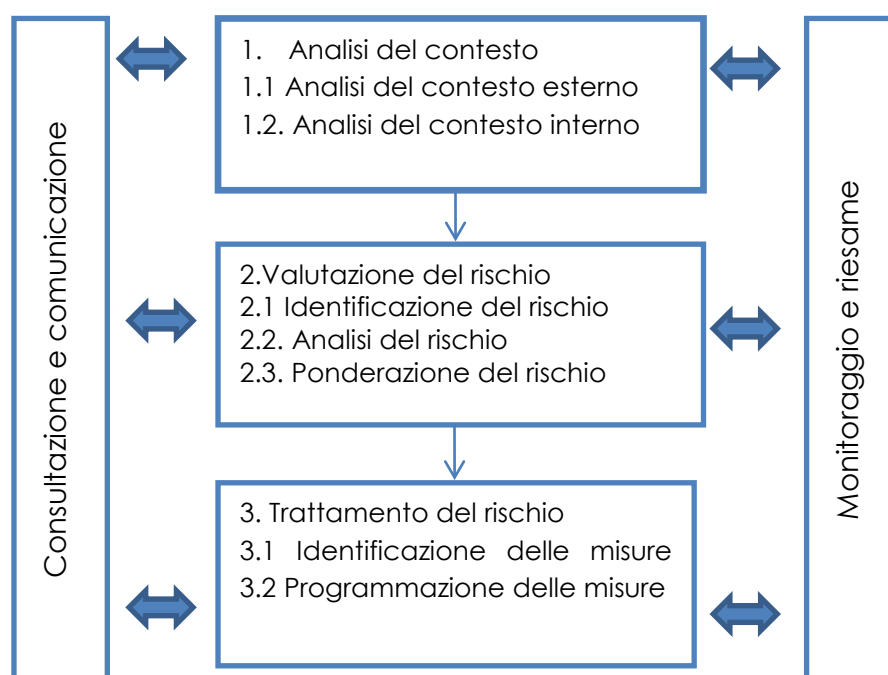 Consultazione e comunicazione
1. Analisi del contesto
1.1 Analisi del contesto esterno
1.2. Analisi del contesto interno
2.Valutazione del rischio
2.1 Identificazione del rischio
2.2. Analisi del rischio
2.3. Ponderazione del rischio
3. Trattamento del rischio
3.1 Identificazione delle misure
3.2 Programmazione delle misure
Monitoraggio e riesame